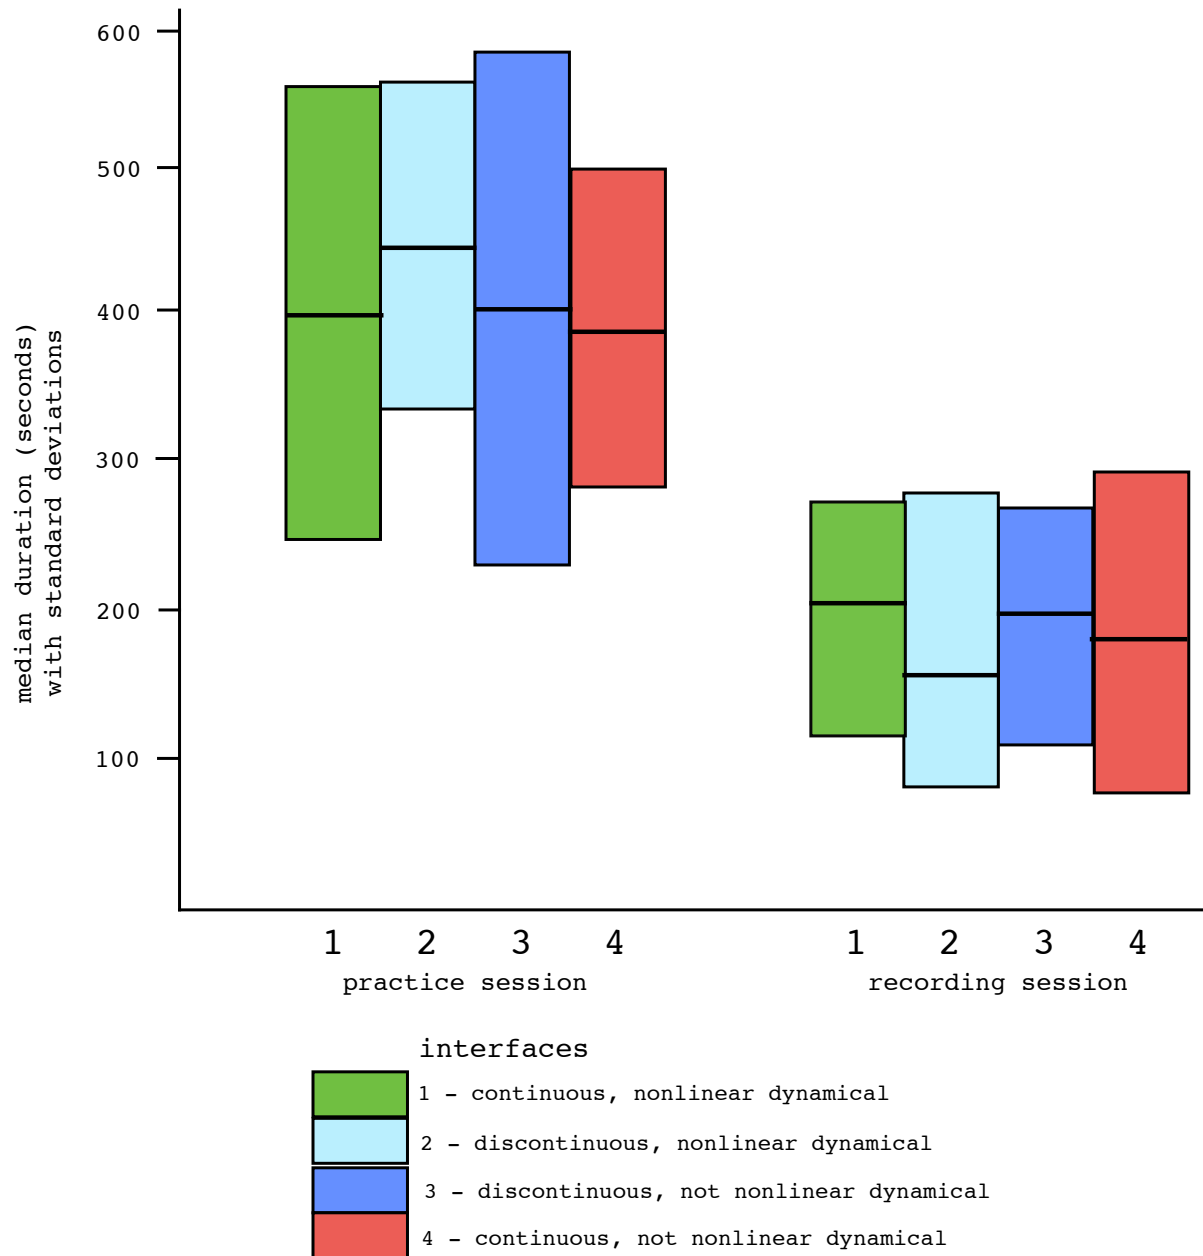 600
500
400
300
200
100
median duration (seconds)
with standard deviations
1 2 3 4
practice session
1 2 3 4
recording session
interfaces
1 – continuous, nonlinear dynamical
2 – discontinuous, nonlinear dynamical
3 – discontinuous, not nonlinear dynamical
4 – continuous, not nonlinear dynamical